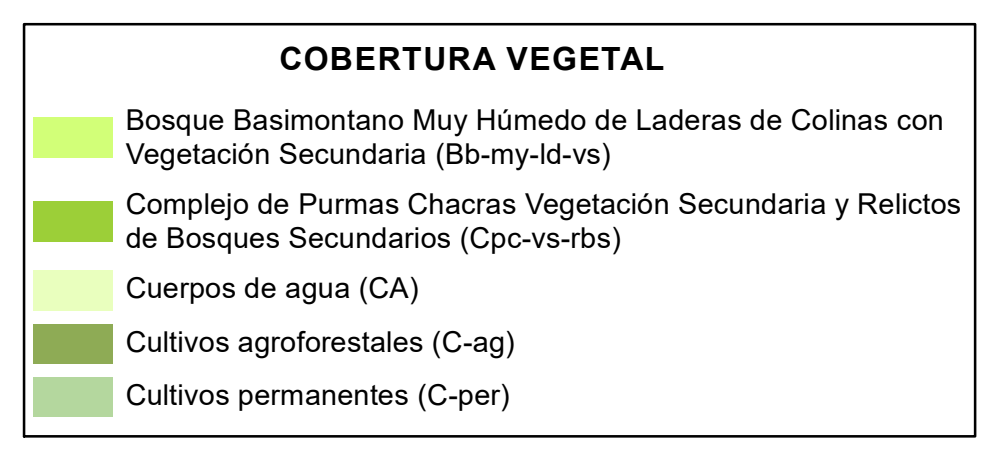 COBERTURA VEGETAL
Bosque Basimontano Muy Húmedo de Laderas de Colinas con
Vegetación Secundaria (Bb-my-ld-vs)
Complejo de Purmas Chacras Vegetación Secundaria y Relictos
de Bosques Secundarios (Cpc-vs-rbs)
Cuerpos de agua (CA)
Cultivos agroforestales (C-ag)
Cultivos permanentes (C-per)